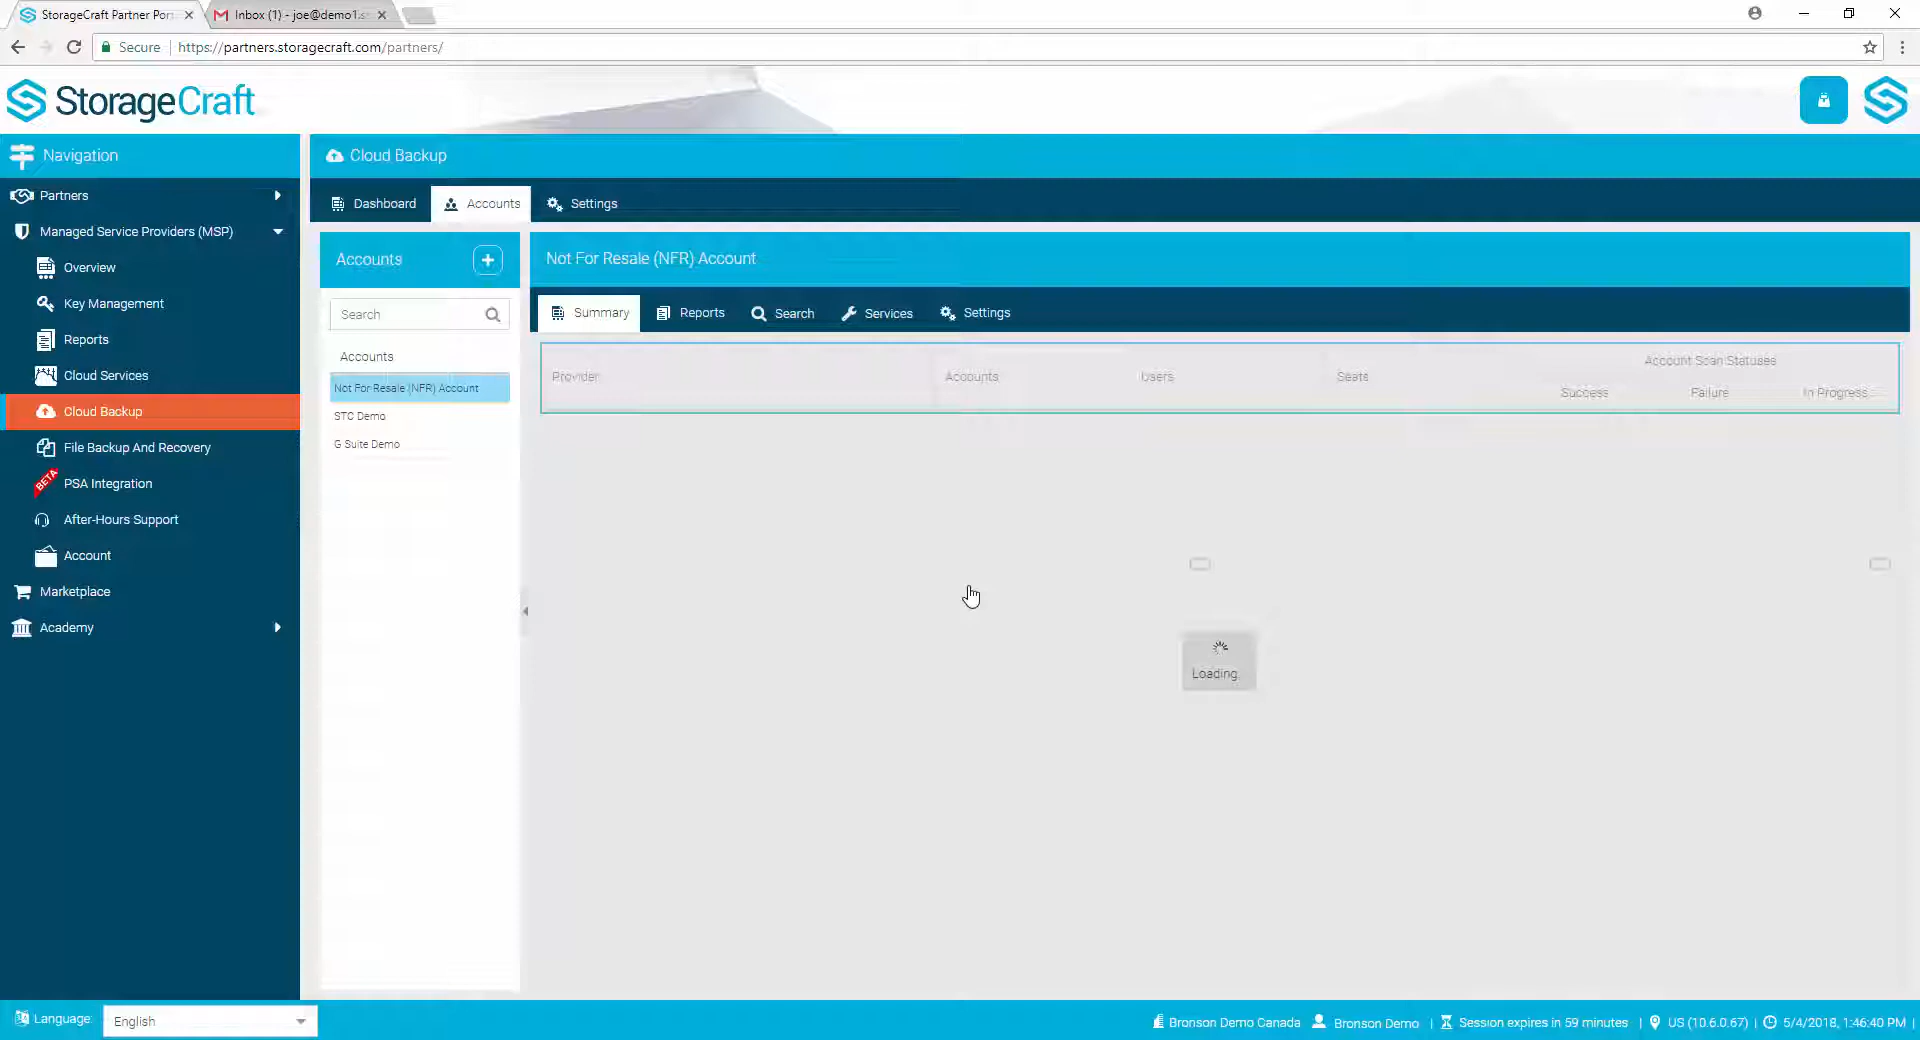 StorageCraft Partner Por
Inbox (1) - joe@demo1.s
Secure | https://partners.storagecraft.com/partners/
StorageCraft
Navigation
Partners
Managed Service Providers (MSP)
Overview
Key Management
Reports
Cloud Services
Cloud Backup
File Backup And Recovery
BETA PSA Integration
After-Hours Support
Account
Marketplace
Academy
Cloud Backup
Dashboard Accounts Settings
Accounts +
Search
Accounts
Not For Resale (NFR) Account
STC Demo
G Suite Demo
Not For Resale (NFR) Account
Summary Reports Search Services Settings
Provider Accounts Users Seats Account Scan Statuses
Success Failure In Progress
Loading...
Language: English
Bronson Demo Canada Bronson Demo | Session expires in 59 minutes | US (10.6.0.67) | 5/4/2018, 1:46:40 PM |